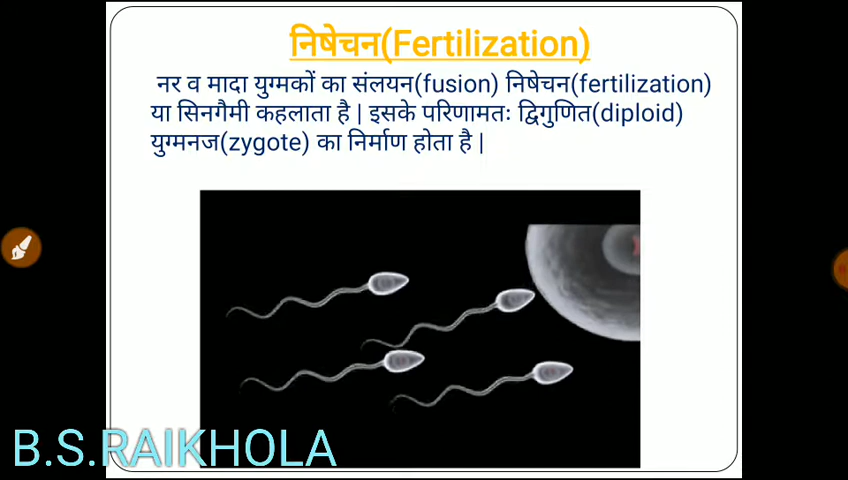 निषेचन(Fertilization)
नर व मादा युग्मकों का संलयन(fusion) निषेचन(fertilization)
या सिनगैमी कहलाता है | इसके परिणामतः द्विगुणित(diploid)
युग्मनज(zygote) का निर्माण होता है |
B.S.RAIKHOLA